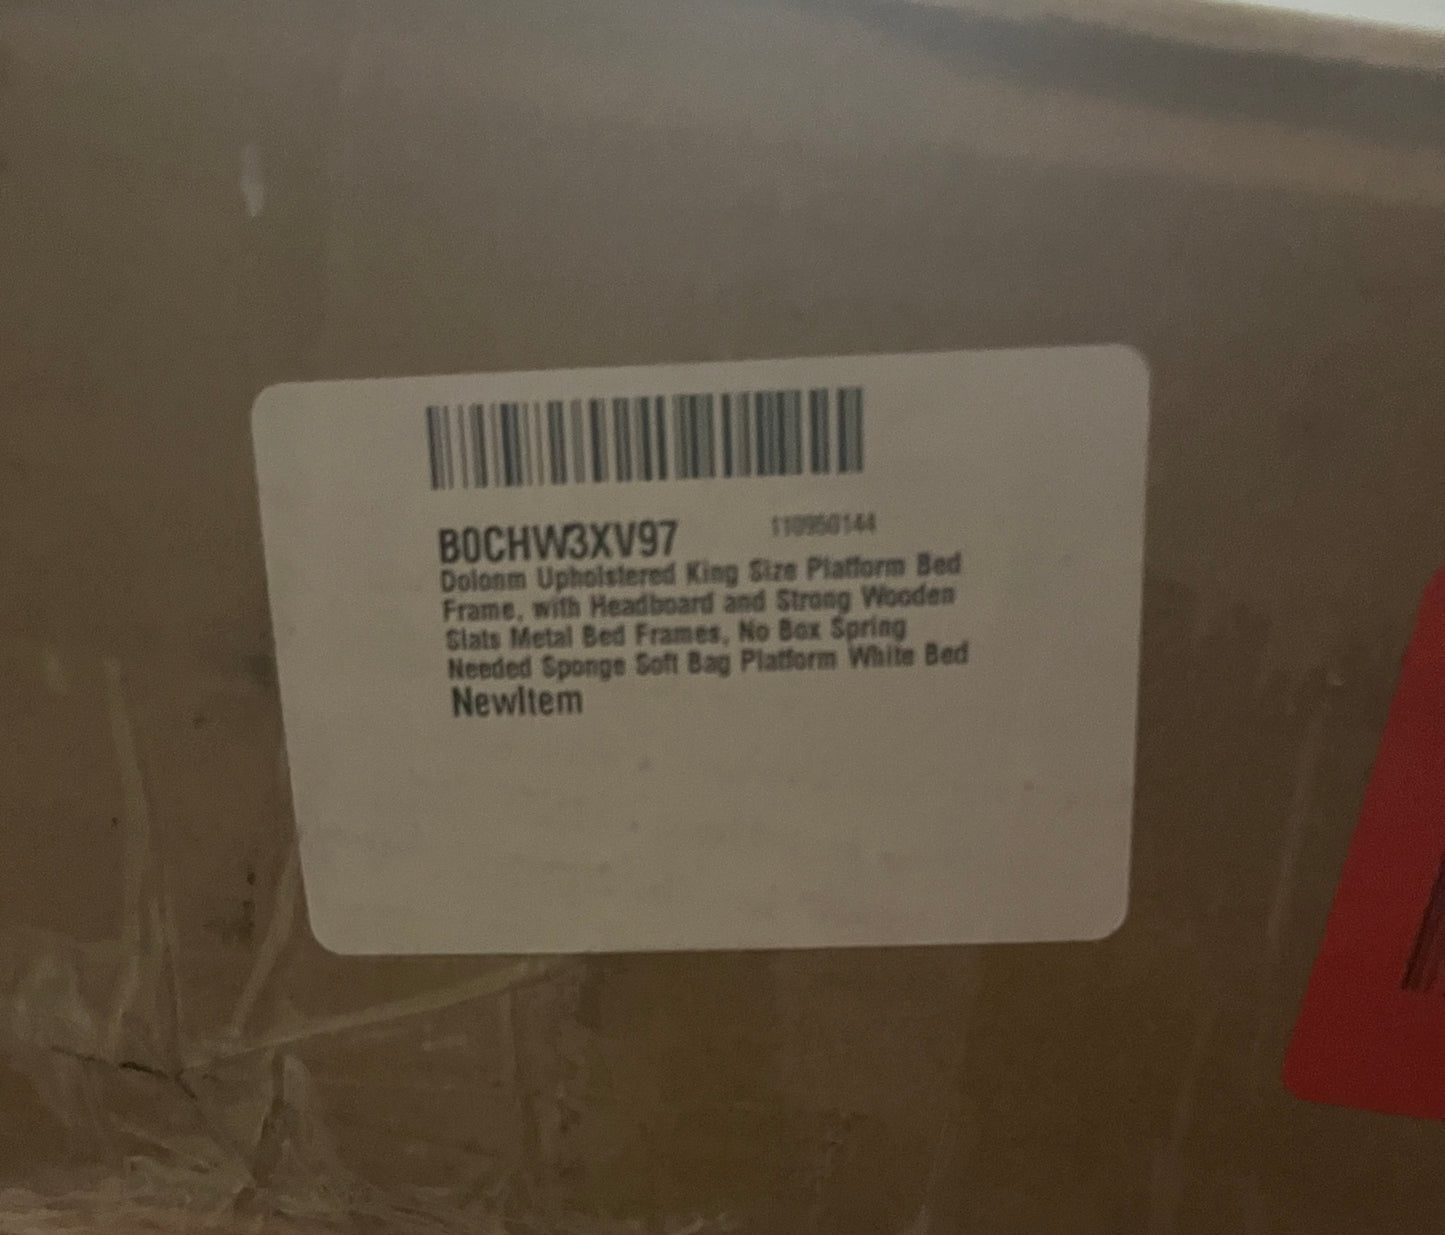 B0CHW3XV97 110950144
Dolonm Upholstered King Size Platform Bed
Frame, with Headboard and Strong Wooden
Slats Metal Bed Frames, No Box Spring
Needed Sponge Soft Bag Platform White Bed
NewItem